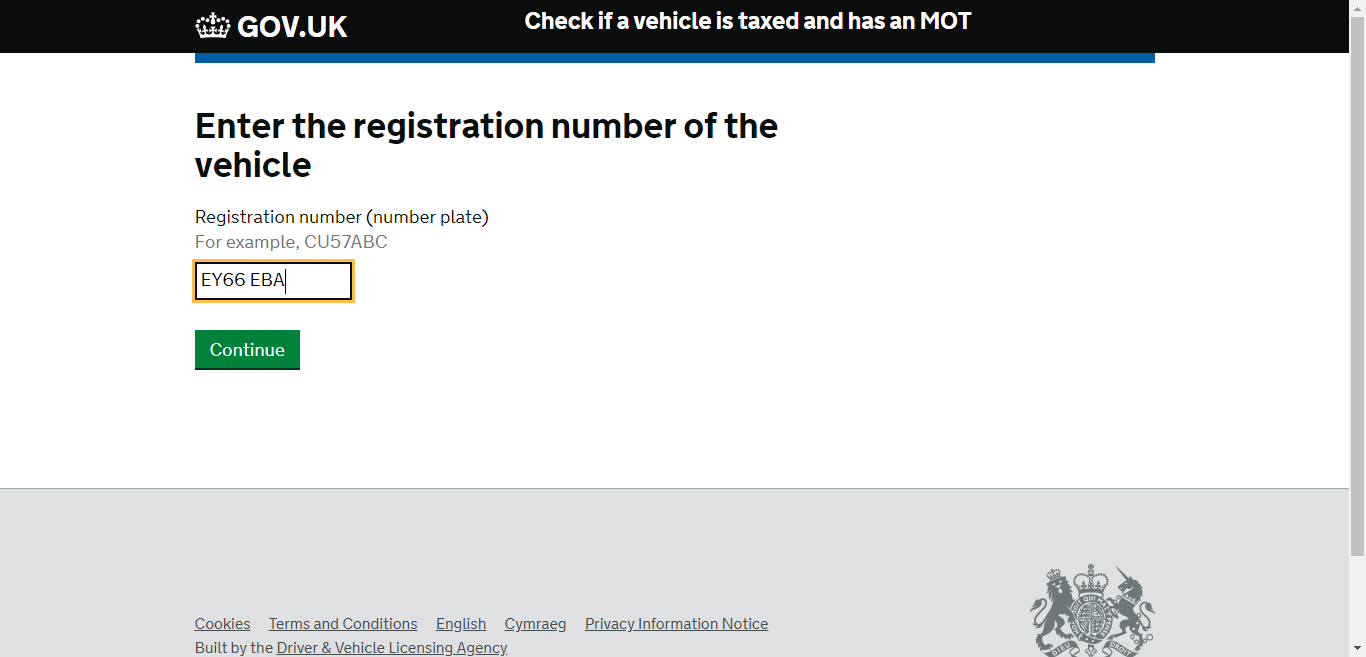 GOV.UK
Check if a vehicle is taxed and has an MOT
Enter the registration number of the
vehicle
Registration number (number plate)
For example, CU57ABC
EY66 EBA
Continue
Cookies Terms and Conditions English Cymraeg Privacy Information Notice
Built by the Driver & Vehicle Licensing Agency
DIEU DROIT